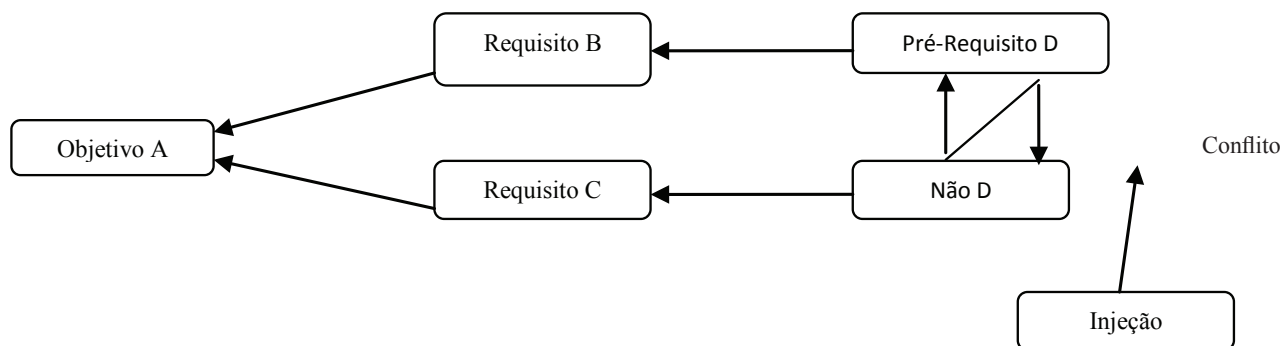 Requisito B
Pré-Requisito D
Objetivo A
Conflito
Requisito C
Não D
Injeção